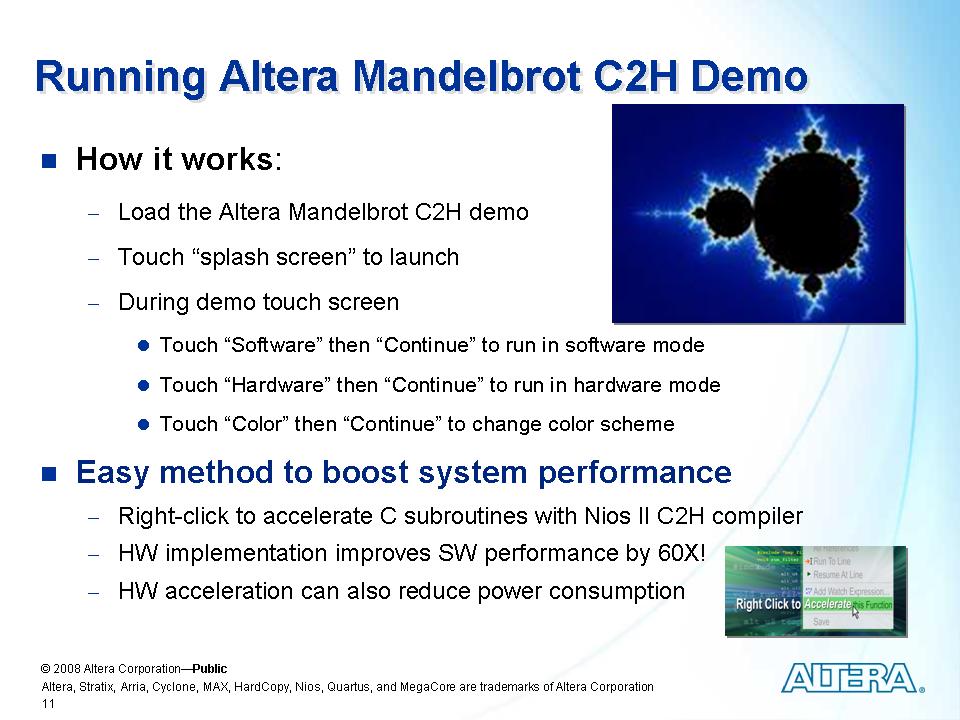 Running Altera Mandelbrot C2H Demo
How it works:
– Load the Altera Mandelbrot C2H demo
– Touch “splash screen” to launch
– During demo touch screen
Touch “Software” then “Continue” to run in software mode
Touch “Hardware” then “Continue” to run in hardware mode
Touch “Color” then “Continue” to change color scheme
Easy method to boost system performance
– Right-click to accelerate C subroutines with Nios II C2H compiler
– HW implementation improves SW performance by 60X!
– HW acceleration can also reduce power consumption
All References
Run To Line
Resume At Line
Add Watch Expression...
Right Click to Accelerate this Function
Save
© 2008 Altera Corporation—Public
Altera, Stratix, Arria, Cyclone, MAX, HardCopy, Nios, Quartus, and MegaCore are trademarks of Altera Corporation
11
ALTERA®